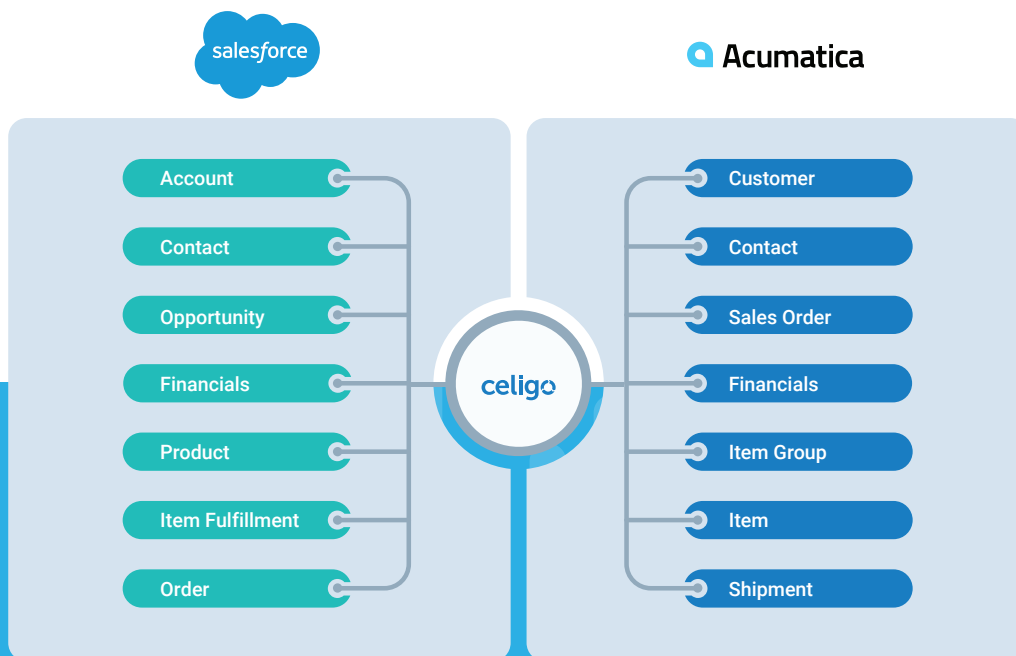 salesforce
Acumatica
Account
Contact
Opportunity
Financials
Product
Item Fulfillment
Order
celigo
Customer
Contact
Sales Order
Financials
Item Group
Item
Shipment